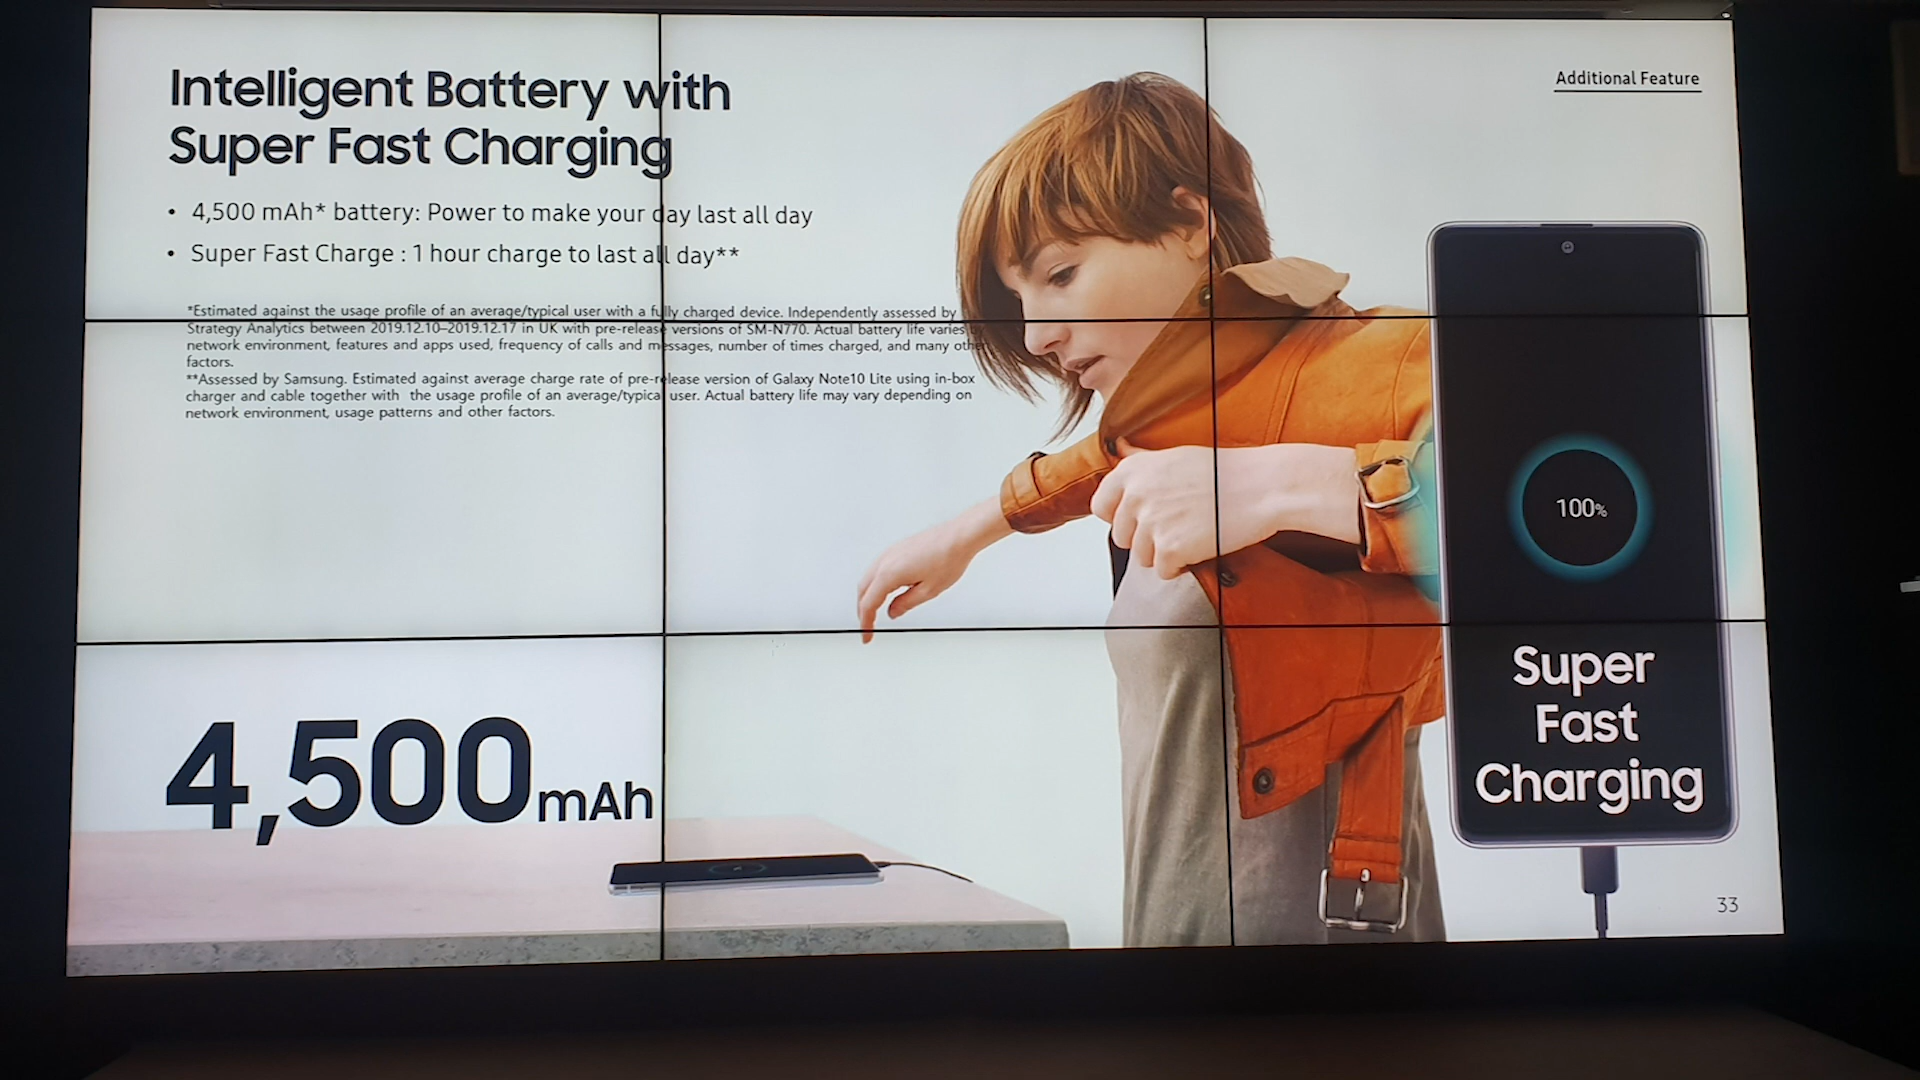 Intelligent Battery with
Super Fast Charging
Additional Feature
• 4,500 mAh* battery: Power to make your day last all day
• Super Fast Charge : 1 hour charge to last all day**
*Estimated against the usage profile of an average/typical user with a fully charged device. Independently assessed by
Strategy Analytics between 2019.12.10–2019.12.17 in UK with pre-release versions of SM-N770. Actual battery life varies by
network environment, features and apps used, frequency of calls and messages, number of times charged, and many other
factors.
**Assessed by Samsung. Estimated against average charge rate of pre-release version of Galaxy Note10 Lite using in-box
charger and cable together with the usage profile of an average/typical user. Actual battery life may vary depending on
network environment, usage patterns and other factors.
100%
Super
Fast
Charging
4,500mAh
33